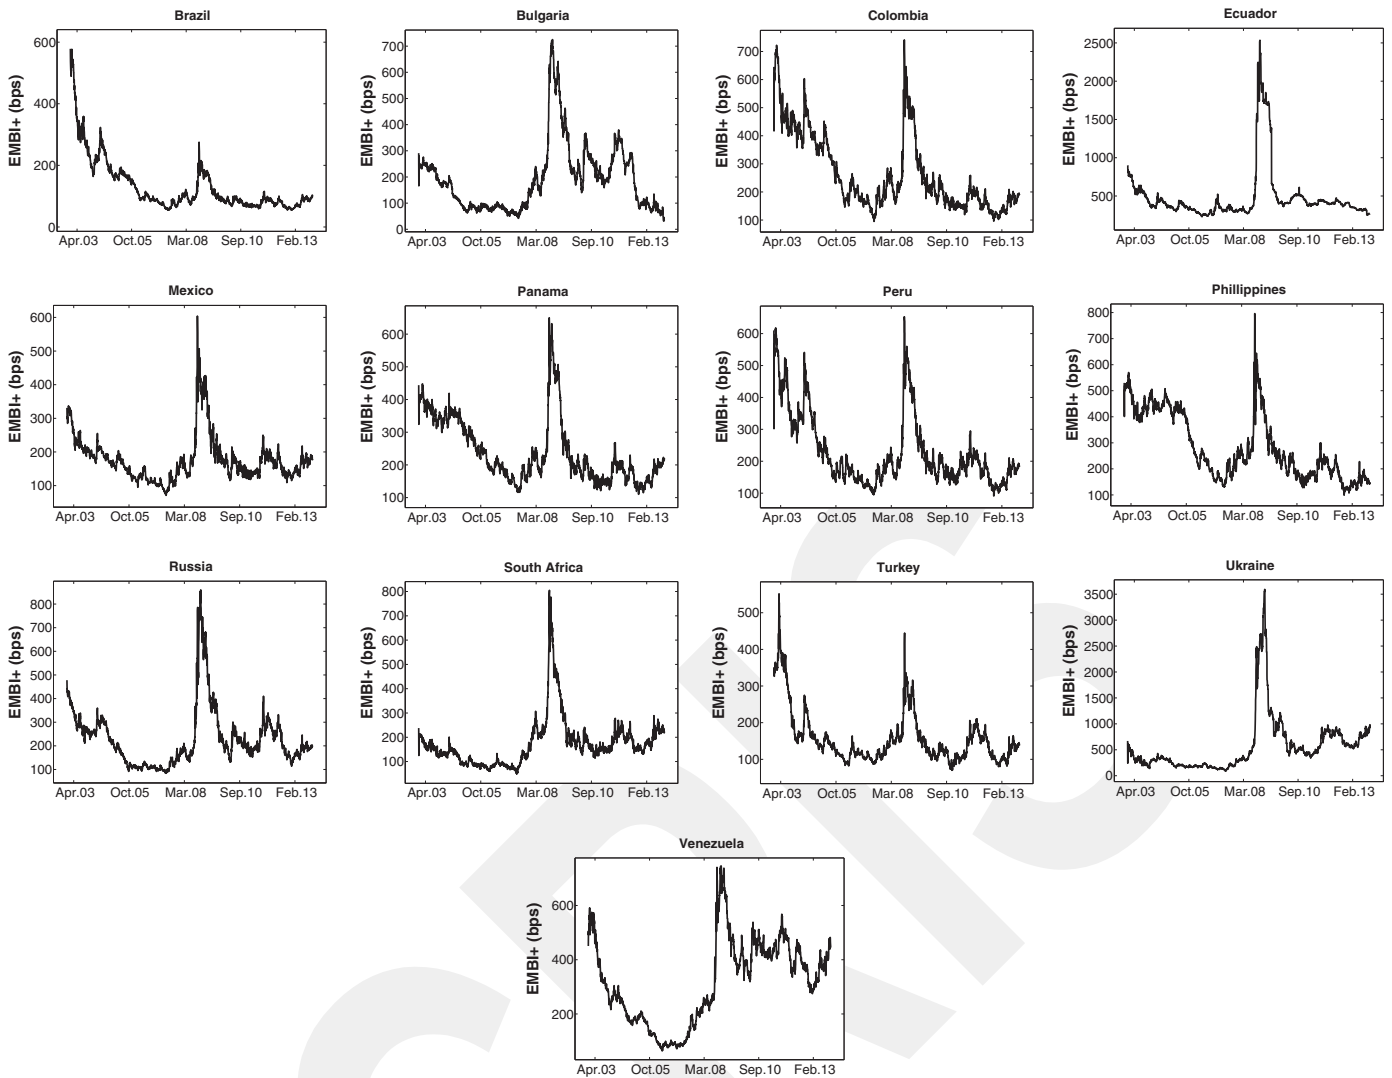 Brazil
EMBI+ (bps)
600
400
200
0
Apr.03 Oct.05 Mar.08 Sep.10 Feb.13
Bulgaria
EMBI+ (bps)
700
600
500
400
300
200
100
0
Apr.03 Oct.05 Mar.08 Sep.10 Feb.13
Colombia
EMBI+ (bps)
700
600
500
400
300
200
100
Apr.03 Oct.05 Mar.08 Sep.10 Feb.13
Ecuador
EMBI+ (bps)
2500
2000
1500
1000
500
Apr.03 Oct.05 Mar.08 Sep.10 Feb.13
Mexico
EMBI+ (bps)
600
500
400
300
200
100
Apr.03 Oct.05 Mar.08 Sep.10 Feb.13
Panama
EMBI+ (bps)
600
500
400
300
200
100
Apr.03 Oct.05 Mar.08 Sep.10 Feb.13
Peru
EMBI+ (bps)
600
500
400
300
200
100
Apr.03 Oct.05 Mar.08 Sep.10 Feb.13
Phillippines
EMBI+ (bps)
800
700
600
500
400
300
200
100
Apr.03 Oct.05 Mar.08 Sep.10 Feb.13
Russia
EMBI+ (bps)
800
700
600
500
400
300
200
100
Apr.03 Oct.05 Mar.08 Sep.10 Feb.13
South Africa
EMBI+ (bps)
800
700
600
500
400
300
200
100
Apr.03 Oct.05 Mar.08 Sep.10 Feb.13
Turkey
EMBI+ (bps)
500
400
300
200
100
Apr.03 Oct.05 Mar.08 Sep.10 Feb.13
Ukraine
EMBI+ (bps)
3500
3000
2500
2000
1500
1000
500
0
Apr.03 Oct.05 Mar.08 Sep.10 Feb.13
Venezuela
EMBI+ (bps)
600
400
200
Apr.03 Oct.05 Mar.08 Sep.10 Feb.13